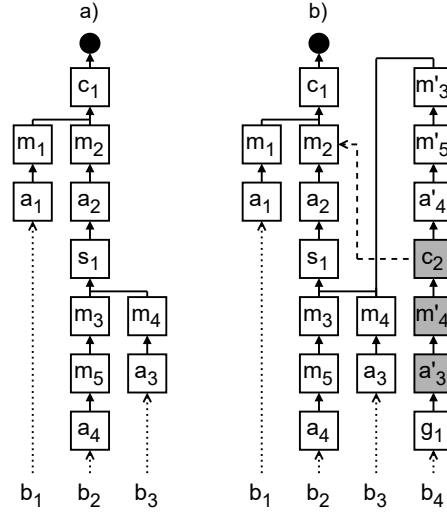 a) b)
c₁ c₁ m'₃
m₁ m₂ m₁ m₂ m'₅
a₁ a₂ a₁ a₂ a'₄
s₁ s₁ c₂
m₃ m₄ m₃ m₄ m'₄
m₅ a₃ m₅ a₃ a'₃
a₄ a₄ g₁
b₁ b₂ b₃ b₁ b₂ b₃ b₄